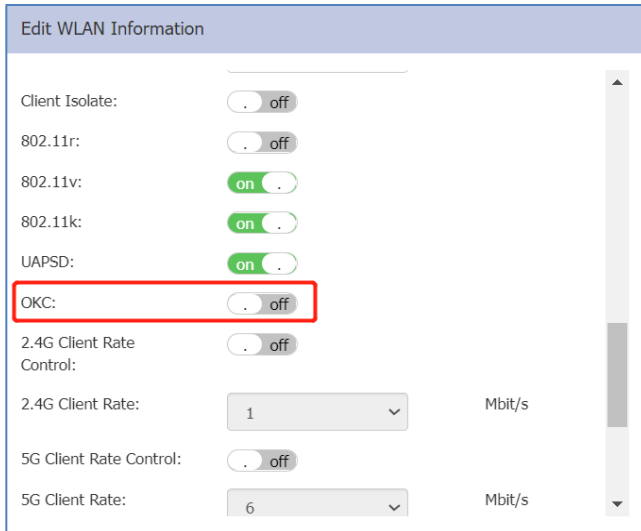 Edit WLAN Information
Client Isolate: . off
802.11r: . off
802.11v: on .
802.11k: on .
UAPSD: on .
OKC: . off
2.4G Client Rate . off
Control:
2.4G Client Rate: 1 Mbit/s
5G Client Rate Control: . off
5G Client Rate: 6 Mbit/s